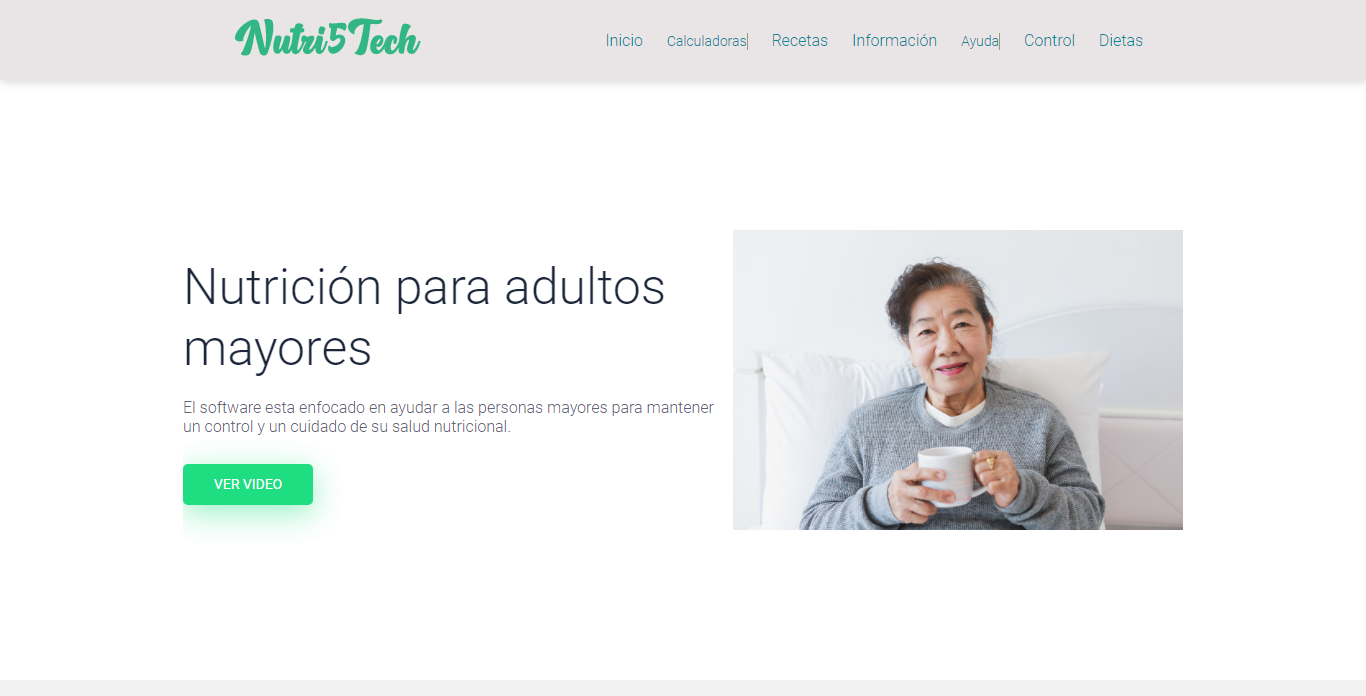 Nutri5Tech
Inicio Calculadoras Recetas Información Ayuda Control Dietas
Nutrición para adultos
mayores
El software esta enfocado en ayudar a las personas mayores para mantener
un control y un cuidado de su salud nutricional.
VER VIDEO